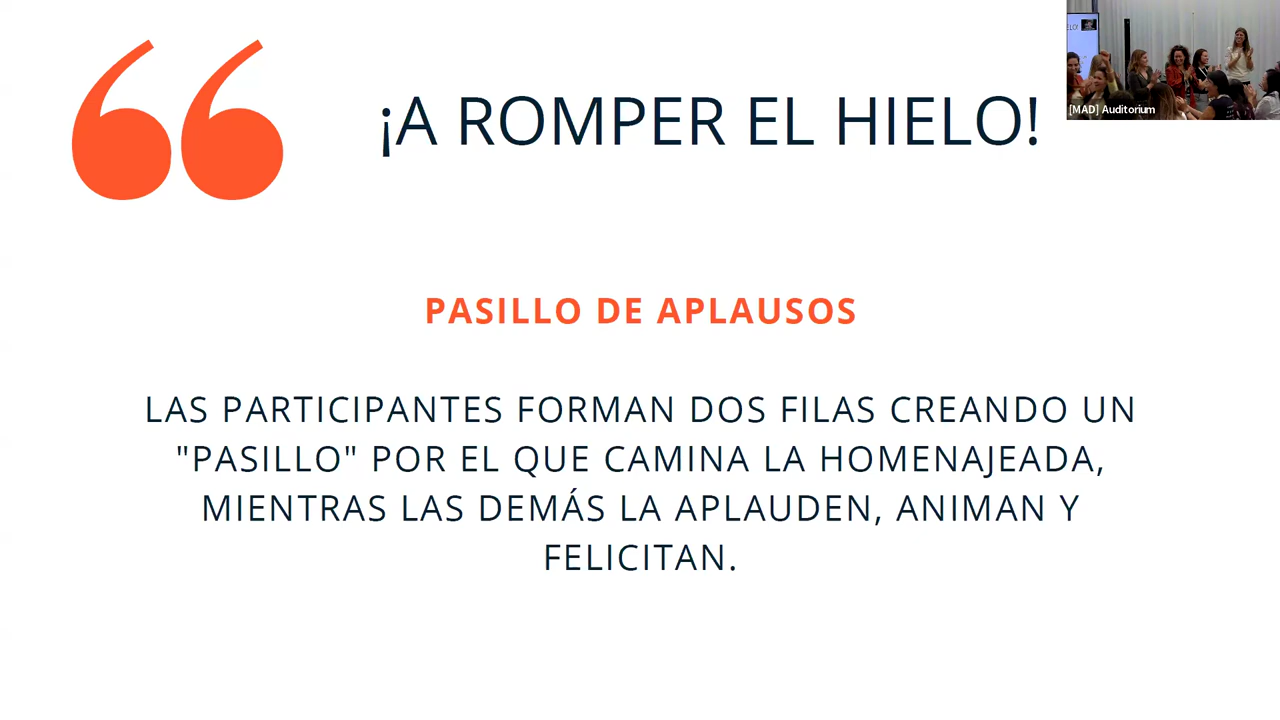 ¡A ROMPER EL HIELO!
[MAD] Auditorium
PASILLO DE APLAUSOS
LAS PARTICIPANTES FORMAN DOS FILAS CREANDO UN
"PASILLO" POR EL QUE CAMINA LA HOMENAJEADA,
MIENTRAS LAS DEMÁS LA APLAUDEN, ANIMAN Y
FELICITAN.